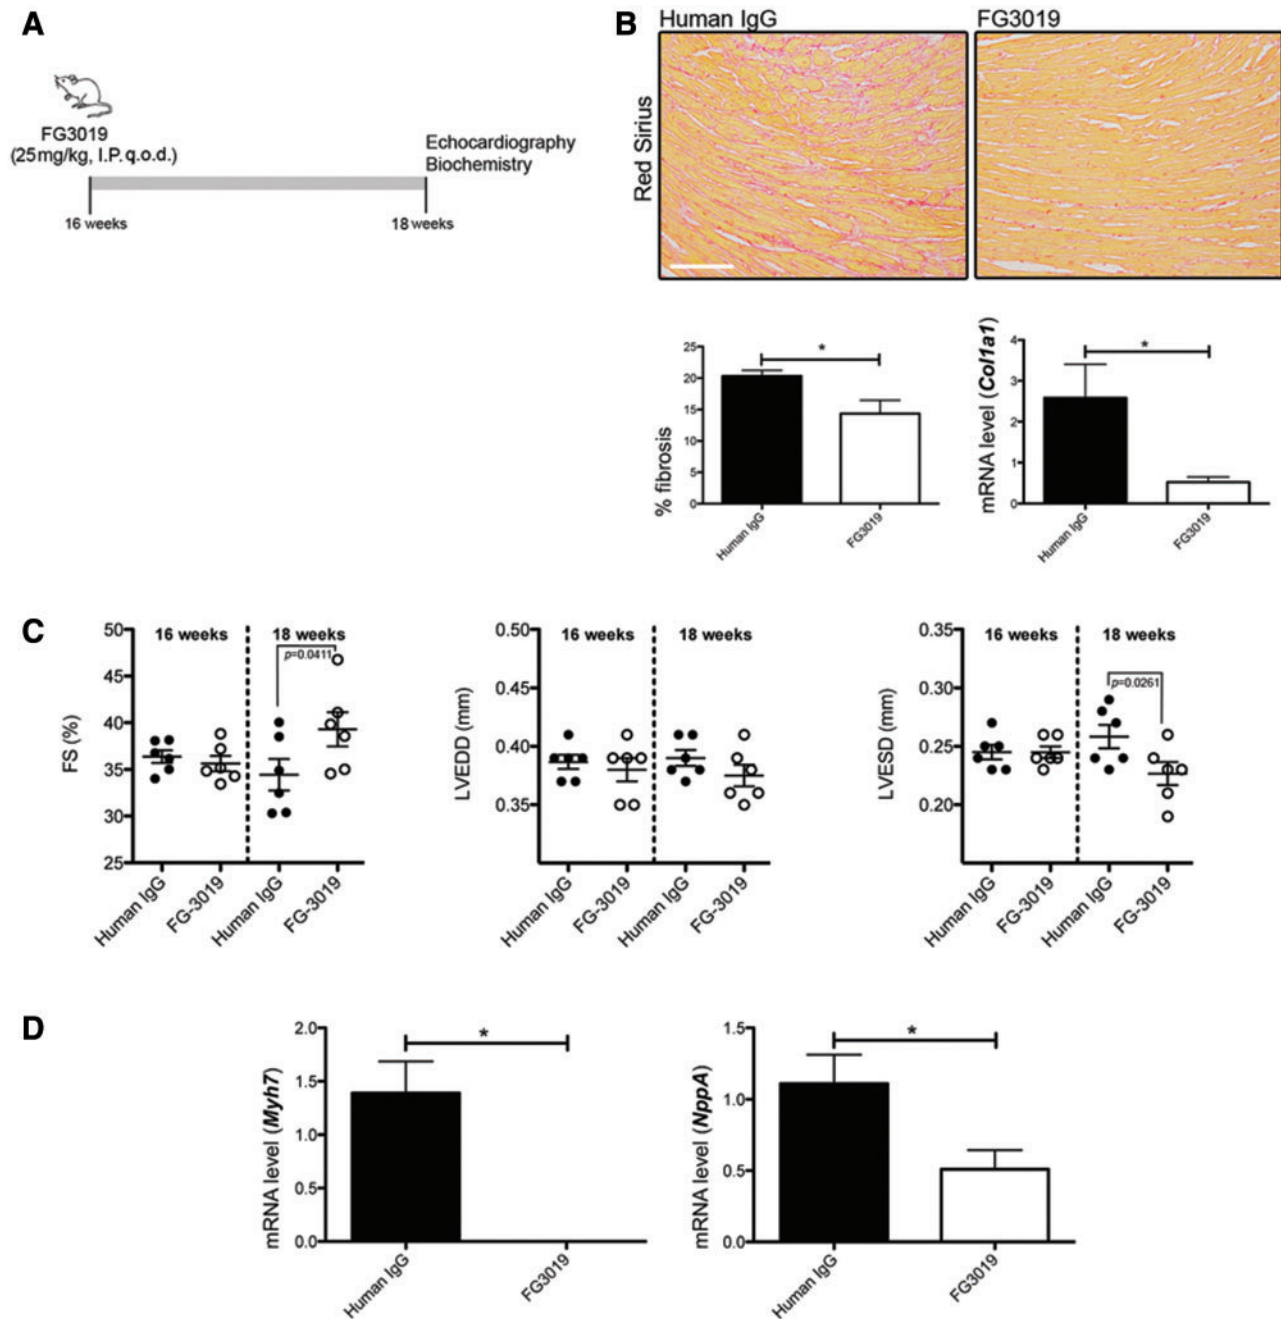 A
FG3019
(25mg/kg, I.P. q.o.d.)
Echocardiography
Biochemistry
16 weeks
18 weeks
B
Human IgG
FG3019
Red Sirius
% fibrosis
25
20
15
10
5
0
*
Human IgG
FG3019
mRNA level (Col1a1)
4
3
2
1
0
*
Human IgG
FG3019
C
FS (%)
50
45
40
35
30
25
16 weeks
18 weeks
p=0.0411
Human IgG
FG-3019
Human IgG
FG-3019
LVEDD (mm)
0.50
0.45
0.40
0.35
16 weeks
18 weeks
Human IgG
FG-3019
Human IgG
FG-3019
LVESD (mm)
0.35
0.30
0.25
0.20
16 weeks
18 weeks
p=0.0261
Human IgG
FG-3019
Human IgG
FG-3019
D
mRNA level (Myh7)
2.0
1.5
1.0
0.5
0.0
*
Human IgG
FG3019
mRNA level (NppA)
1.5
1.0
0.5
0.0
*
Human IgG
FG3019